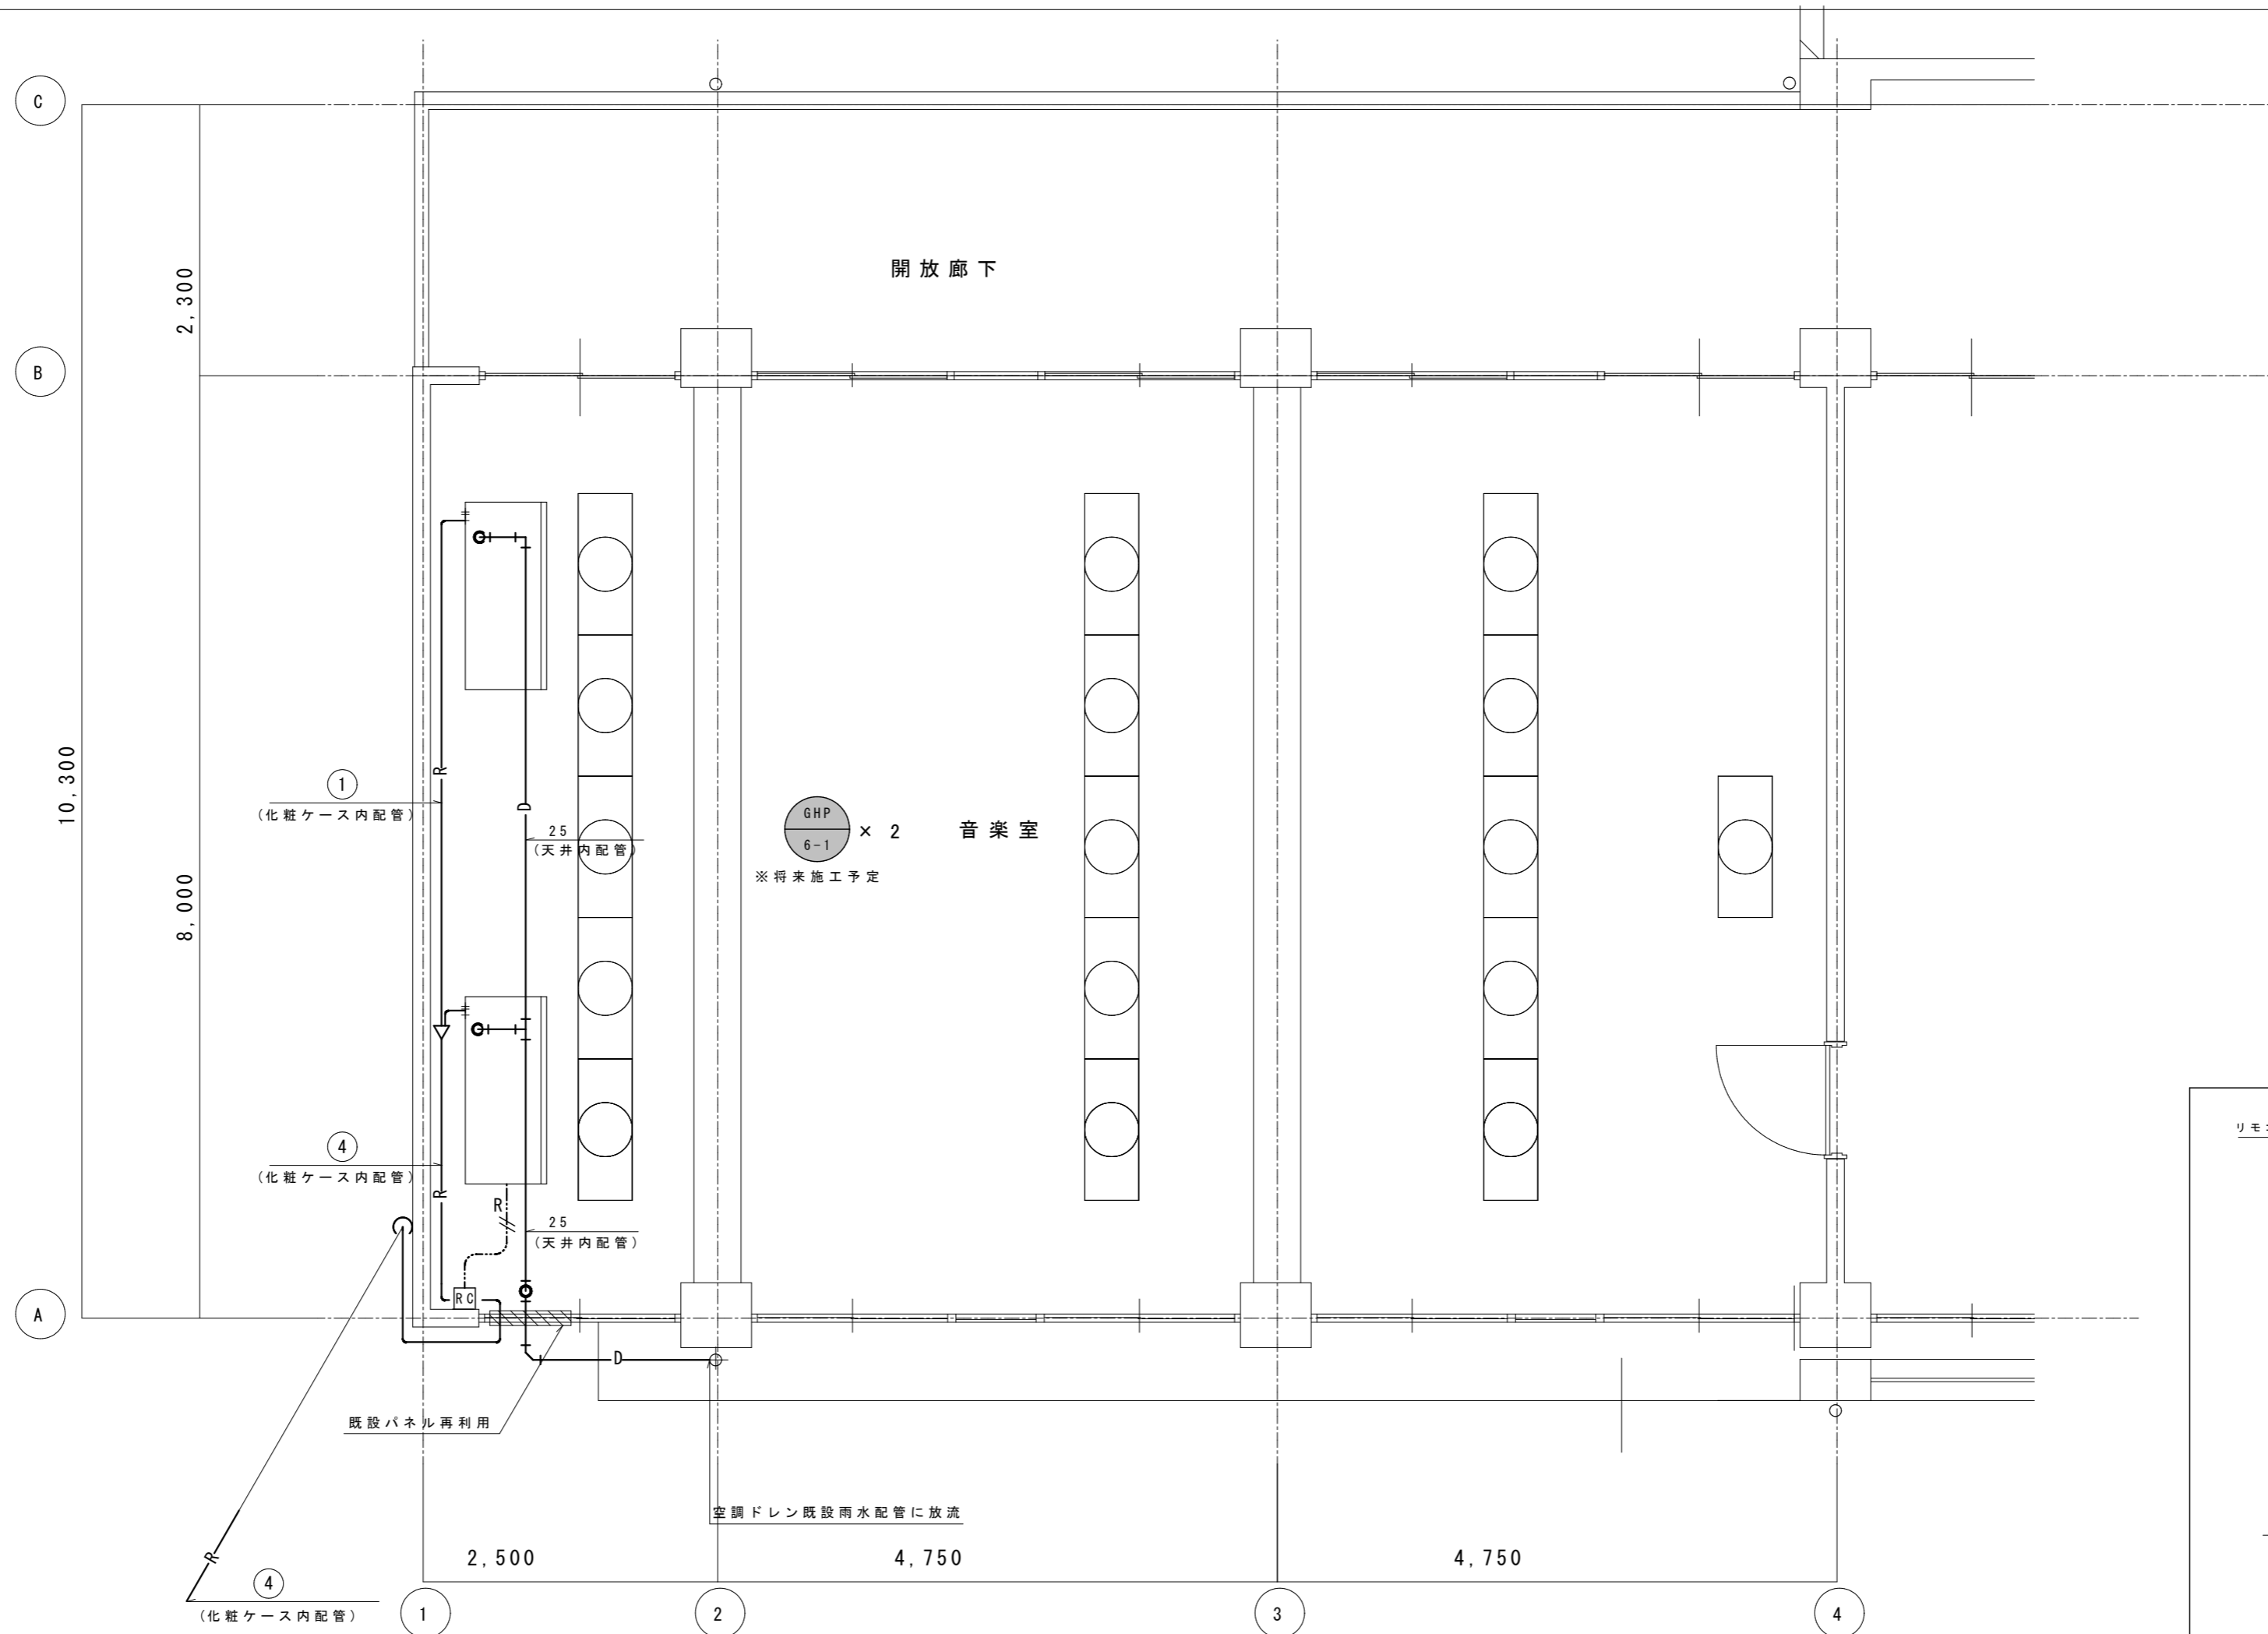 C
2,300
開放廊下
B
10,300
8,000
R
D
①
(化粧ケース内配管)
25
(天井内配管)
GHP
6-1
× 2
音楽室
※将来施工予定
④
(化粧ケース内配管)
R
R
25
(天井内配管)
リモ
A
RC
D
既設パネル再利用
空調ドレン既設雨水配管に放流
R
④
(化粧ケース内配管)
2,500
4,750
4,750
1
2
3
4